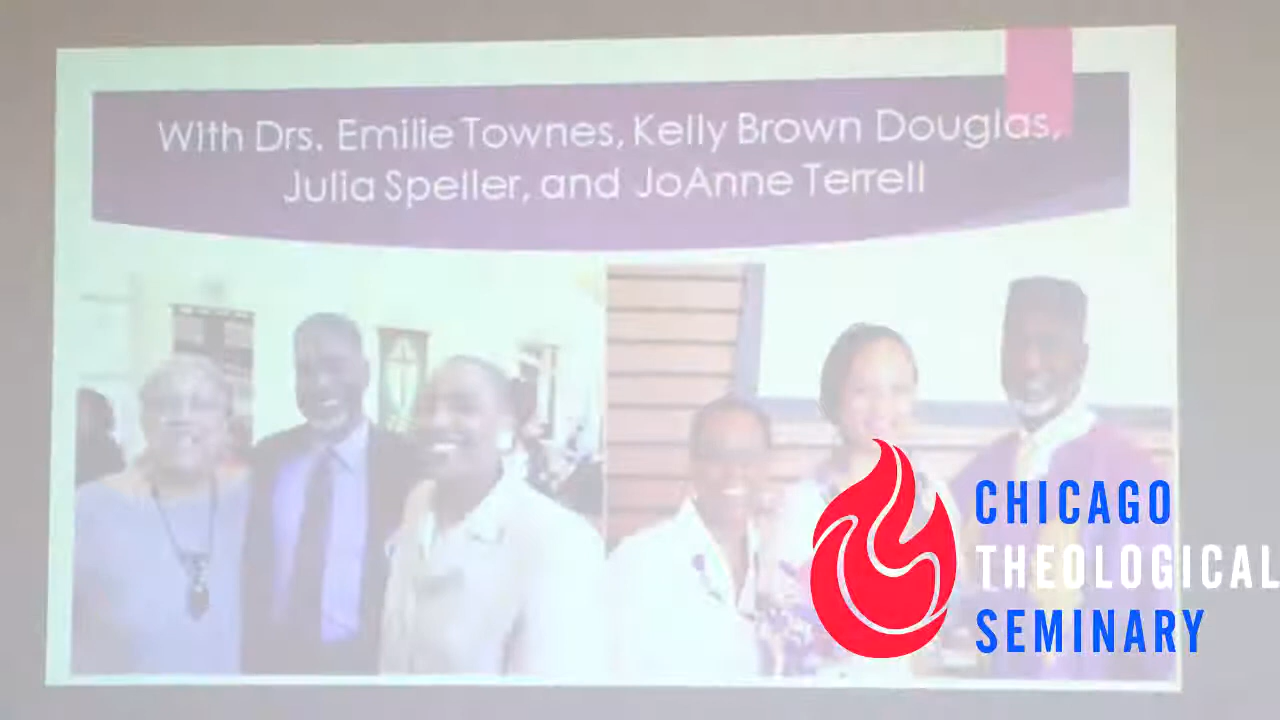 With Drs. Emilie Townes, Kelly Brown Douglas,
Julia Speller, and JoAnne Terrell
CHICAGO
THEOLOGICAL
SEMINARY